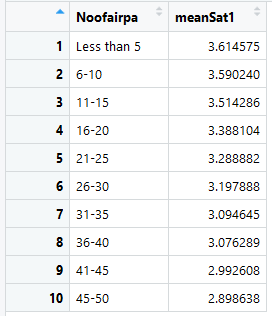 Noofairpa meanSat1
1 Less than 5 3.614575
2 6-10 3.590240
3 11-15 3.514286
4 16-20 3.388104
5 21-25 3.288882
6 26-30 3.197888
7 31-35 3.094645
8 36-40 3.076289
9 41-45 2.992608
10 45-50 2.898638